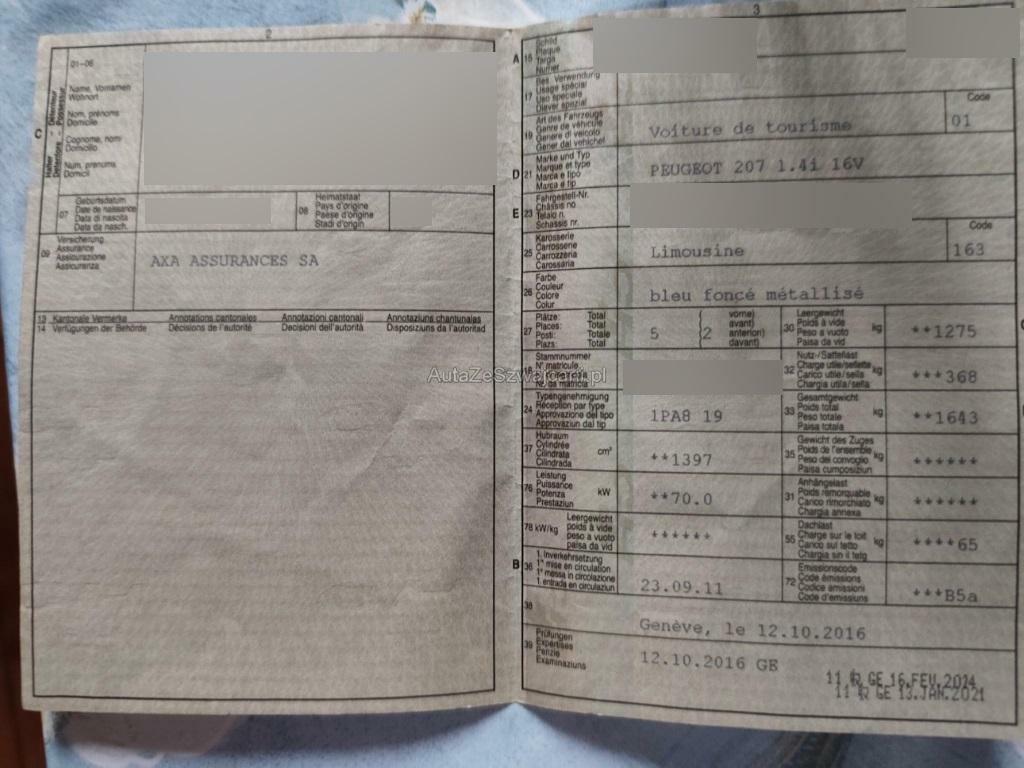 2
01-06
Name, Vornamen
Wohnort
Nom, prénoms
Domicile
Cognome, nomi
Domicilio
Num, prenums
Domicil
C
Halter - Détenteur
Detentore - Possessur
07
Geburtsdatum
Date de naissance
Data di nascita
Data da nasch.
08
Heimatstaat
Pays d'origine
Paese d'origine
Stadi d'origin
09
Versicherung
Assurance
Assicurazione
Assicuranza
AXA ASSURANCES SA
13 Kantonale Vermerke Annotations cantonales Annotazioni cantonali Annotaziuns chantunalas
14 Verfügungen der Behörde Décisions de l'autorité Decisioni dell'autorità Disposiziuns da l'autoritad
3
A
15
Schild
Plaque
Targa
Numer
17
Bes. Verwendung
Usage spécial
Uso speciale
Diever spezial
19
Art des Fahrzeugs
Genre de véhicule
Genere di veicolo
Gener dal vehichel
Voiture de tourisme
Code
01
D
21
Marke und Typ
Marque et type
Marca e tipo
Marca e tip
PEUGEOT 207 1.4i 16V
E
23
Fahrgestell-Nr.
Châssis no
Telaio n.
Schassis nr.
25
Karosserie
Carrosserie
Carrozzeria
Carossaria
Limousine
Code
163
26
Farbe
Couleur
Colore
Colur
bleu foncé métallisé
27
Plätze: Total
Places: Total
Posti: Totale
Plazs: Total
5 {2
vorne)
avant)
anteriori)
davant)
30
Leergewicht
Poids à vide
Peso a vuoto
Paisa da vid
kg
**1275
18
Stammnummer
N° matricule
Nr. da matricla
32
Nutz-/Sattellast
Charge utile/sellette
Carico utile/sella
Chargia utila/sella
kg
***368
24
Typengenehmigung
Réception par type
Approvazione del tipo
Approvaziun dal tip
1PA8 19
33
Gesamtgewicht
Poids total
Peso totale
Paisa totala
kg
**1643
37
Hubraum
Cylindrée
Cilindrata
Cilindrada
cm³
**1397
35
Gewicht des Zuges
Poids de l'ensemble
Peso del convoglio
Paisa cumposiziun
kg
******
76
Leistung
Puissance
Potenza
Prestaziun
kW
**70.0
31
Anhängelast
Poids remorquable
Carico rimorchiato
Chargia annexa
kg
******
78 kW/kg
Leergewicht
poids à vide
peso a vuoto
paisa da vid
******
55
Dachlast
Charge sur le toit
Carico sul tetto
Chargia sin il tetg
kg
****65
B
36
1. Inverkehrsetzung
1re mise en circulation
1a messa in circolazione
1. entrada en circulaziun
23.09.11
72
Emissionscode
Code émissions
Codice emissioni
Code d'emissiuns
***B5a
38
Genève, le 12.10.2016
39
Prüfungen
Expertises
Perizie
Examinaziuns
12.10.2016 GE
GE 16.FEV.2014
GE 13.JAN.2021
AutaZeSzwajcarii.pl